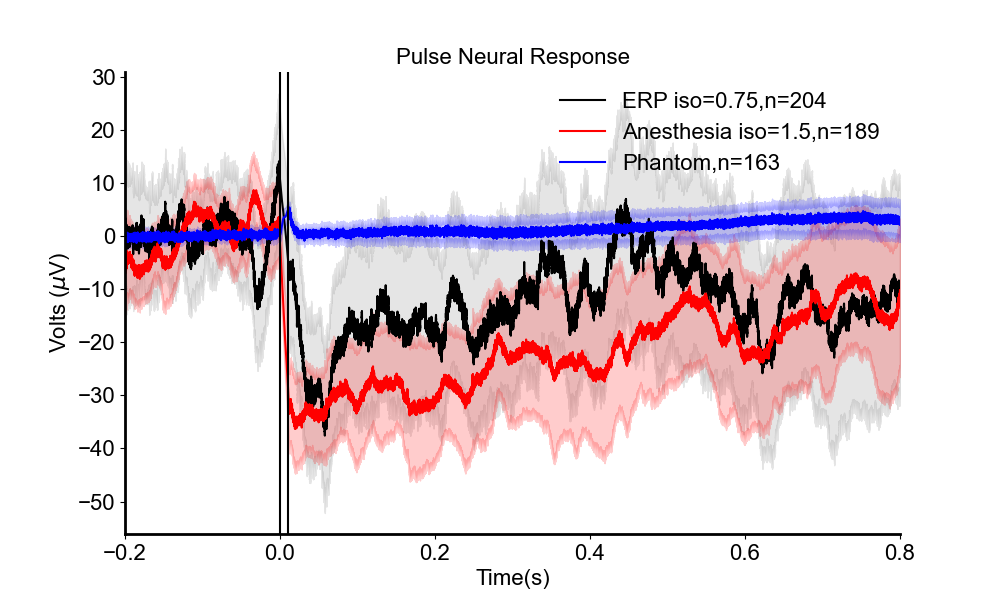 Pulse Neural Response
ERP iso=0.75,n=204
Anesthesia iso=1.5,n=189
Phantom,n=163
Volts (μV)
30
20
10
0
−10
−20
−30
−40
−50
−0.2 0.0 0.2 0.4 0.6 0.8
Time(s)